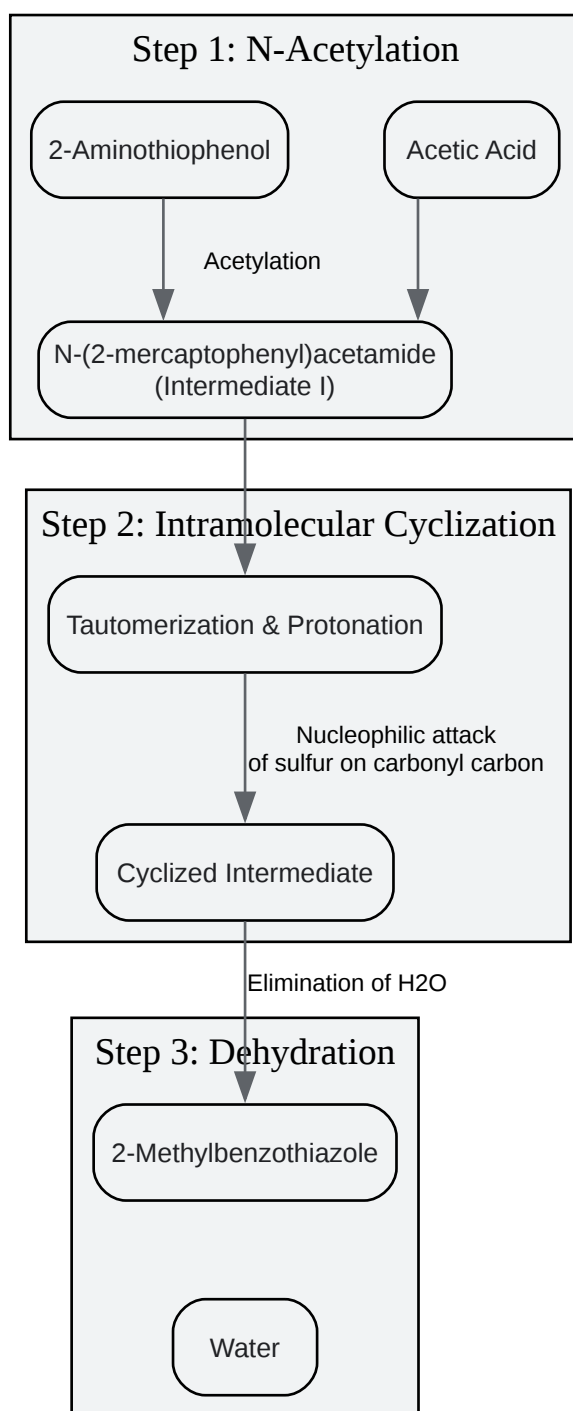 Step 1: N-Acetylation
2-Aminothiophenol
Acetic Acid
Acetylation
N-(2-mercaptophenyl)acetamide
(Intermediate I)
Step 2: Intramolecular Cyclization
Tautomerization & Protonation
Nucleophilic attack
of sulfur on carbonyl carbon
Cyclized Intermediate
Elimination of H2O
Step 3: Dehydration
2-Methylbenzothiazole
Water